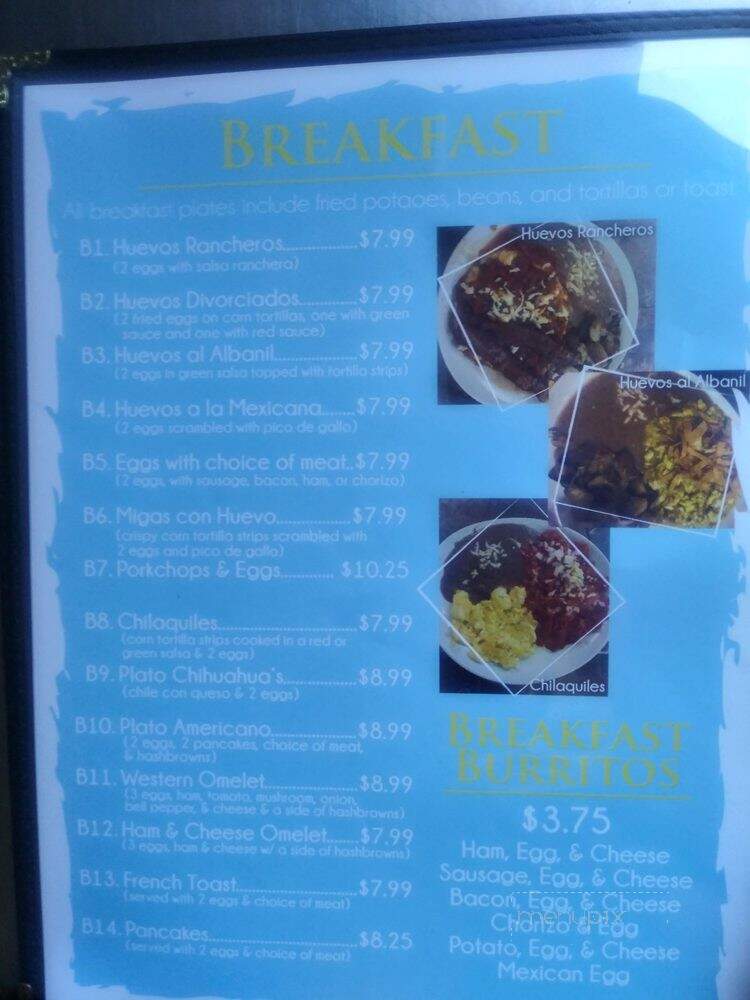 BREAKFAST
All breakfast plates include fried potaoes, beans, and tortillas or toast.
B1. Huevos Rancheros..................$7.99
(2 eggs with salsa ranchera)
B2. Huevos Divorciados..............$7.99
(2 fried eggs on corn tortillas, one with green
sauce and one with red sauce)
B3. Huevos al Albanil....................$7.99
(2 eggs in green salsa topped with tortilla strips)
B4. Huevos a la Mexicana.......$7.99
(2 eggs scrambled with pico de gallo)
B5. Eggs with choice of meat..$7.99
(2 eggs, with sausage, bacon, ham, or chorizo)
B6. Migas con Huevo..................$7.99
(crispy corn tortilla strips scrambled with
2 eggs and pico de gallo)
B7. Porkchops & Eggs............. $10.25
B8. Chilaquiles................................$7.99
(corn tortilla strips cooked in a red or
green salsa & 2 eggs)
B9. Plato Chihuahua's..................$8.99
(chile con queso & 2 eggs)
B10. Plato Americano....................$8.99
(2 eggs, 2 pancakes, choice of meat,
& hashbrowns)
B11. Western Omelet.....................$8.99
(3 eggs, ham, tomato, mushroom, onion,
bell pepper, & cheese & a side of hashbrowns)
B12. Ham & Cheese Omelet.......$7.99
(3 eggs, ham & cheese w/ a side of hashbrowns)
B13. French Toast............................$7.99
(served with 2 eggs & choice of meat)
B14. Pancakes..................................$8.25
(served with 2 eggs & choice of meat)
Huevos Rancheros
Huevos al Albanil
Chilaquiles
BREAKFAST
BURRITOS
$3.75
Ham, Egg, & Cheese
Sausage, Egg, & Cheese
Bacon, Egg, & Cheese
Chorizo & Egg
Potato, Egg, & Cheese
Mexican Egg
menupix